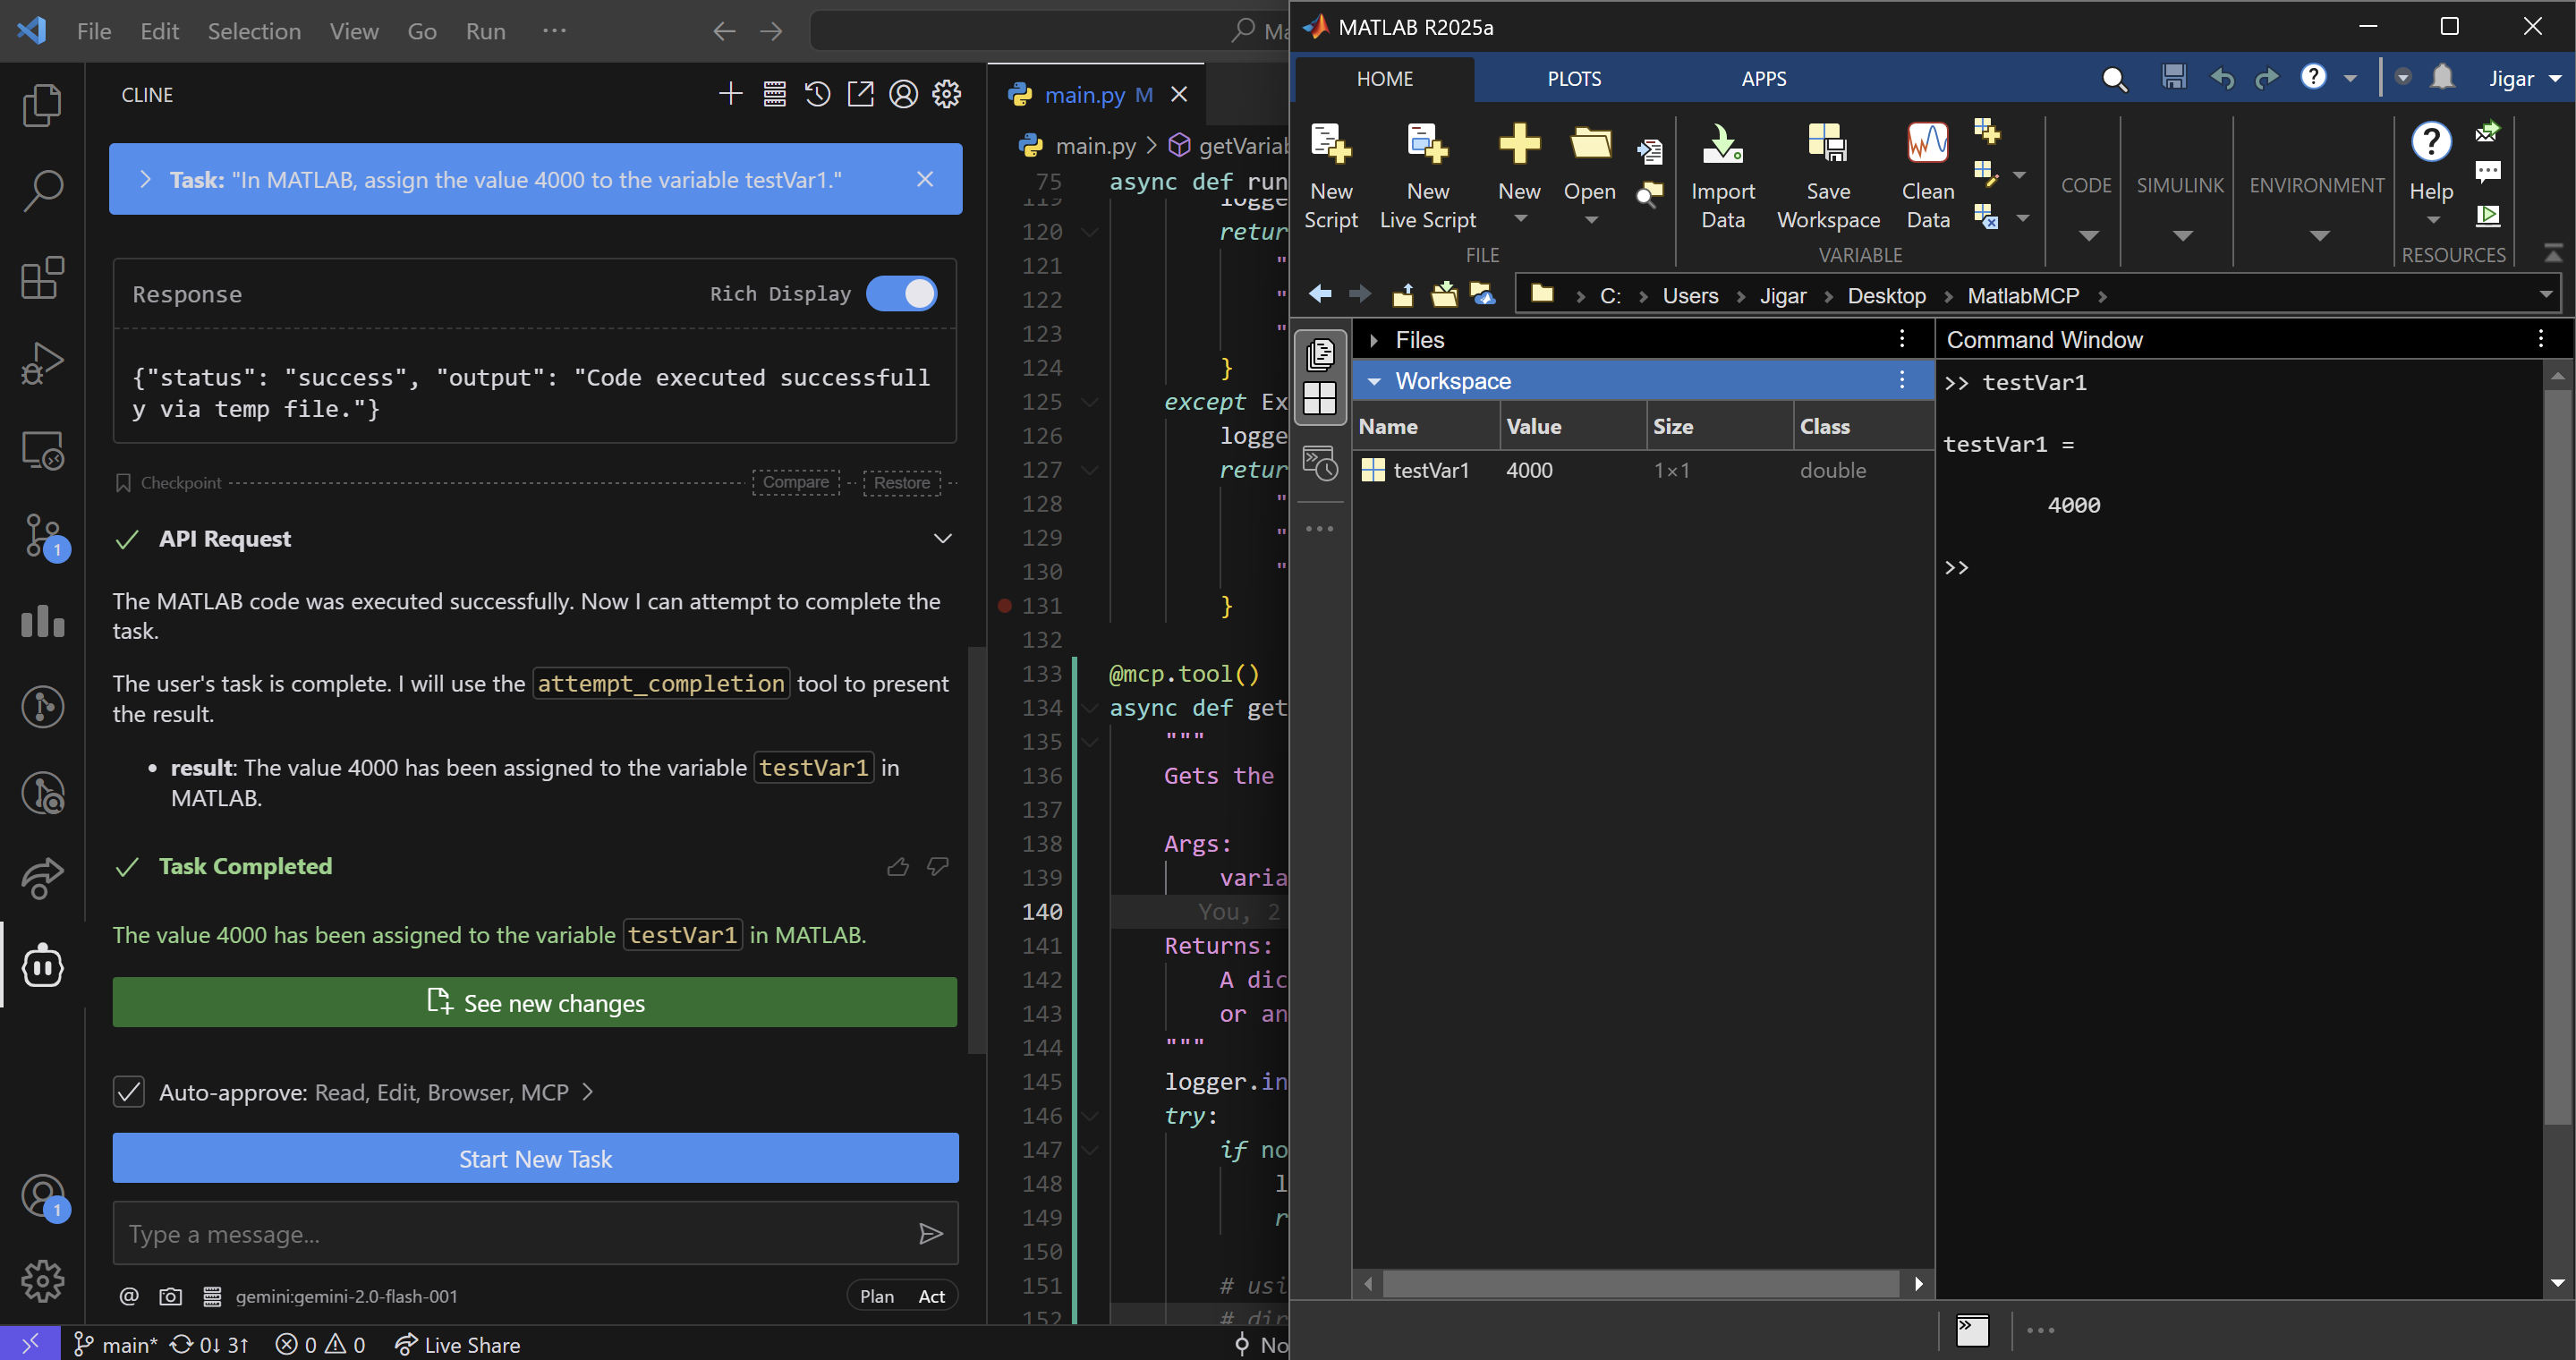 File Edit Selection View Go Run ···
CLINE
Task: "In MATLAB, assign the value 4000 to the variable testVar1."
Response Rich Display
{"status": "success", "output": "Code executed successfull
y via temp file."}
Checkpoint Compare Restore
API Request
The MATLAB code was executed successfully. Now I can attempt to complete the
task.
The user's task is complete. I will use the attempt_completion tool to present
the result.
• result: The value 4000 has been assigned to the variable testVar1 in
MATLAB.
Task Completed
The value 4000 has been assigned to the variable testVar1 in MATLAB.
See new changes
Auto-approve: Read, Edit, Browser, MCP >
Start New Task
Type a message...
@ gemini:gemini-2.0-flash-001 Plan Act
1
1
main* 0↓ 3↑ 0 0 Live Share
main.py M
main.py > getVariab
75 async def run
119 logge
120 retur
121 "
122 "
123 "
124 }
125 except Ex
126 logge
127 retur
128 "
129 "
130 "
131 }
132
133 @mcp.tool()
134 async def get
135 """
136 Gets the
137
138 Args:
139 varia
140 You, 2
141 Returns:
142 A dic
143 or an
144 """
145 logger.in
146 try:
147 if no
148 l
149 r
150
151 # usi
152 # dir
No
MATLAB R2025a
HOME PLOTS APPS Jigar
New Script
New Live Script
New
Open
Import Data
Save Workspace
Clean Data
CODE
SIMULINK
ENVIRONMENT
Help
FILE VARIABLE RESOURCES
C: › Users › Jigar › Desktop › MatlabMCP ›
Files
Workspace
Name Value Size Class
testVar1 4000 1×1 double
Command Window
>> testVar1
testVar1 =
4000
>>